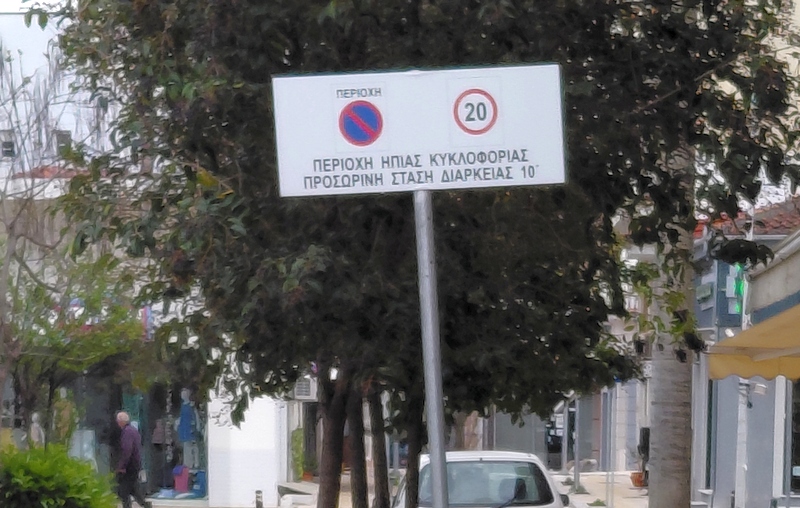 ΠΕΡΙΟΧΗ
20
ΠΕΡΙΟΧΗ ΗΠΙΑΣ ΚΥΚΛΟΦΟΡΙΑΣ
ΠΡΟΣΩΡΙΝΗ ΣΤΑΣΗ ΔΙΑΡΚΕΙΑΣ 10'